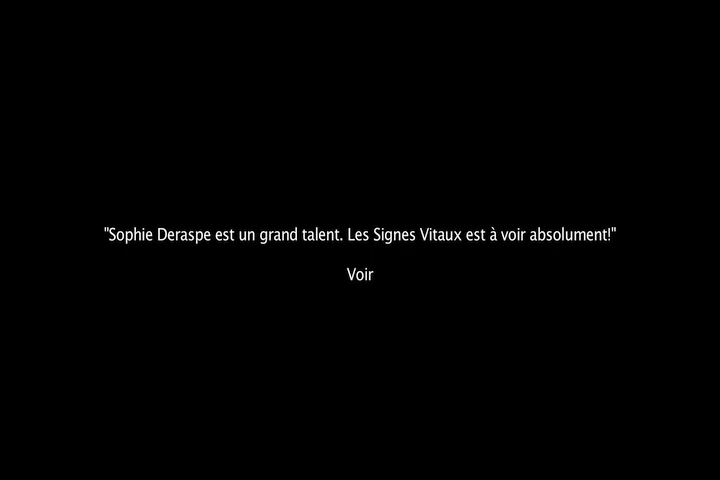 "Sophie Deraspe est un grand talent. Les Signes Vitaux est à voir absolument!"
Voir